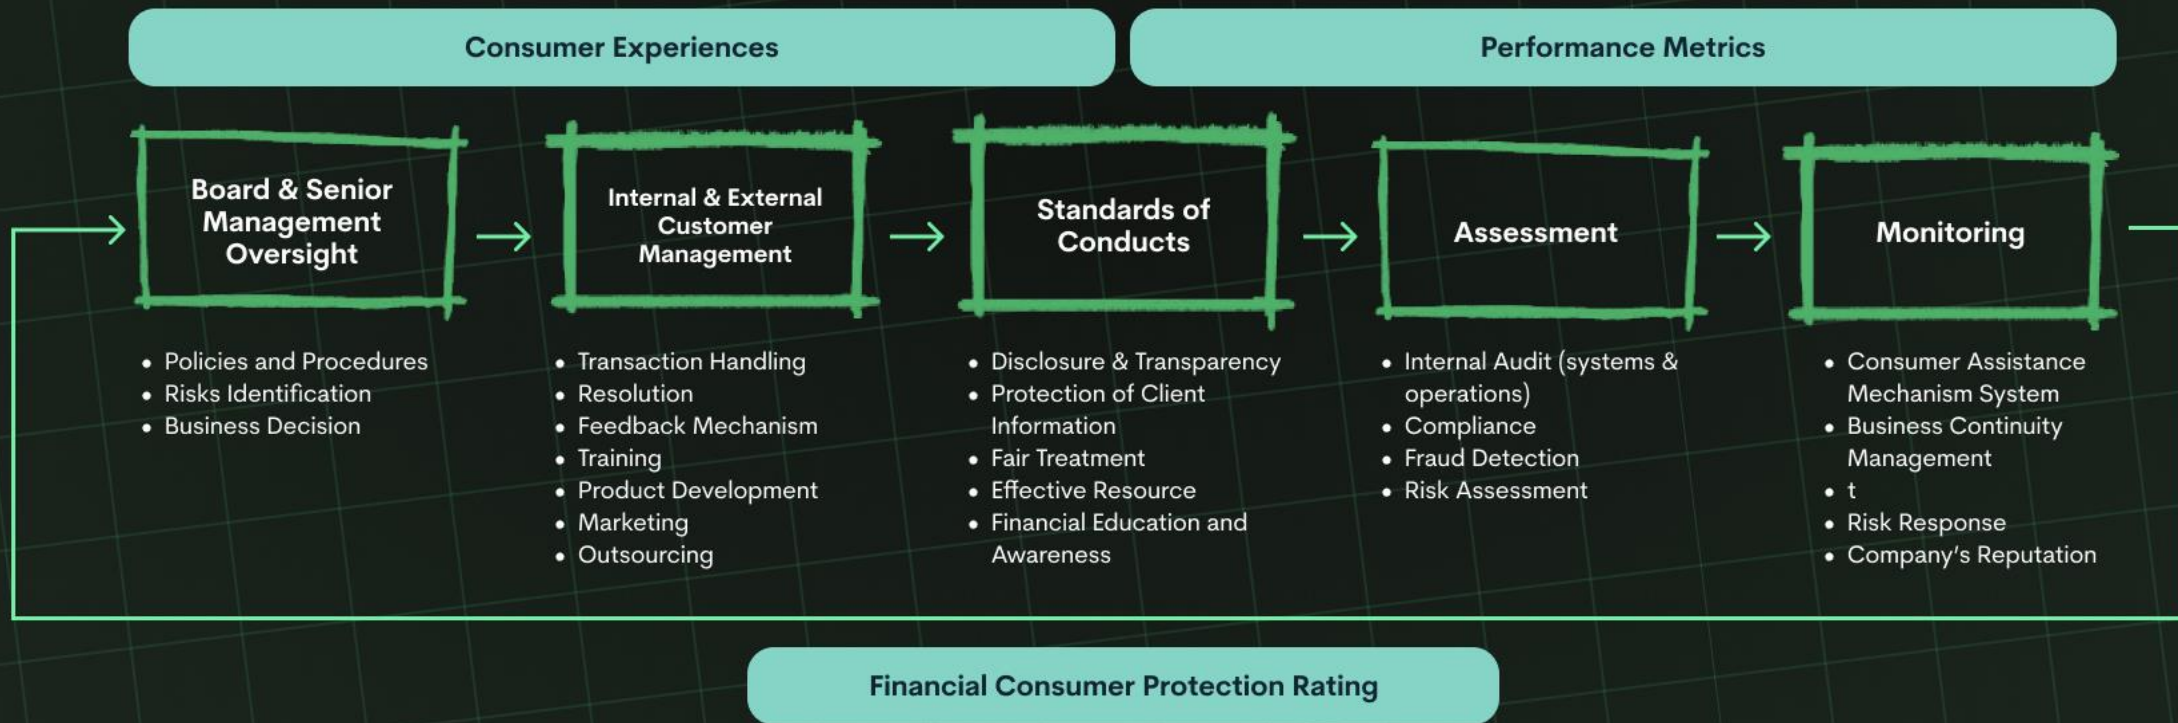 Consumer Experiences
Performance Metrics
Board & Senior
Management
Oversight
Internal & External
Customer
Management
Standards of
Conducts
Assessment
Monitoring
• Policies and Procedures
• Risks Identification
• Business Decision
• Transaction Handling
• Resolution
• Feedback Mechanism
• Training
• Product Development
• Marketing
• Outsourcing
• Disclosure & Transparency
• Protection of Client
Information
• Fair Treatment
• Effective Resource
• Financial Education and
Awareness
• Internal Audit (systems &
operations)
• Compliance
• Fraud Detection
• Risk Assessment
• Consumer Assistance
Mechanism System
• Business Continuity
Management
• t
• Risk Response
• Company's Reputation
Financial Consumer Protection Rating